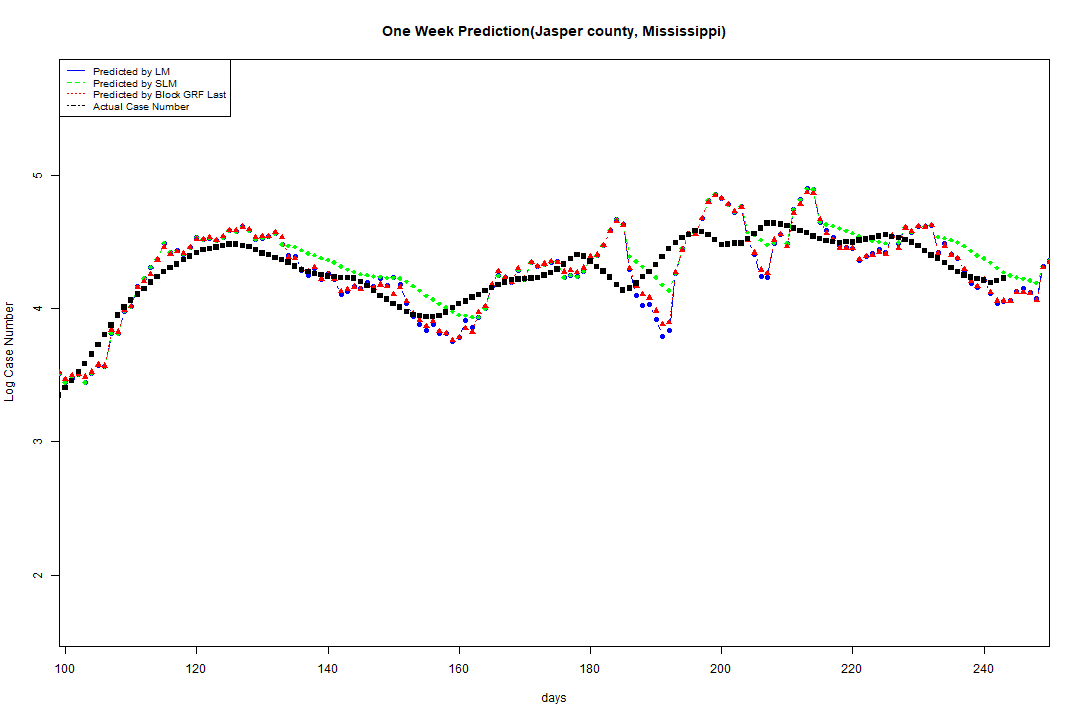 One Week Prediction(Jasper county, Mississippi)
Predicted by LM
Predicted by SLM
Predicted by Block GRF Last
Actual Case Number
Log Case Number
5
4
3
2
100 120 140 160 180 200 220 240
days